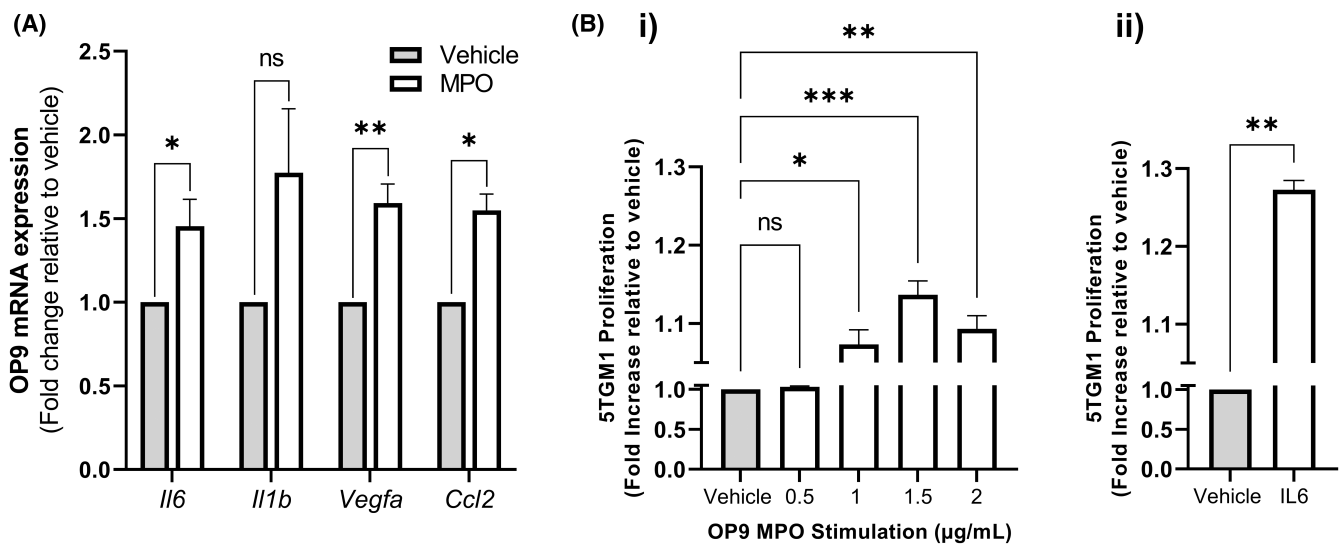 (A)
OP9 mRNA expression
(Fold change relative to vehicle)
2.5
2.0
1.5
1.0
0.5
0.0
Vehicle
MPO
*
ns
**
*
Il6
Il1b
Vegfa
Ccl2
(B)
i)
5TGM1 Proliferation
(Fold Increase relative to vehicle)
1.3
1.2
1.1
1.0
0.5
0.0
**
***
*
ns
Vehicle
0.5
1
1.5
2
OP9 MPO Stimulation (μg/mL)
ii)
5TGM1 Proliferation
(Fold Increase relative to vehicle)
1.3
1.2
1.1
1.0
0.5
0.0
**
Vehicle
IL6